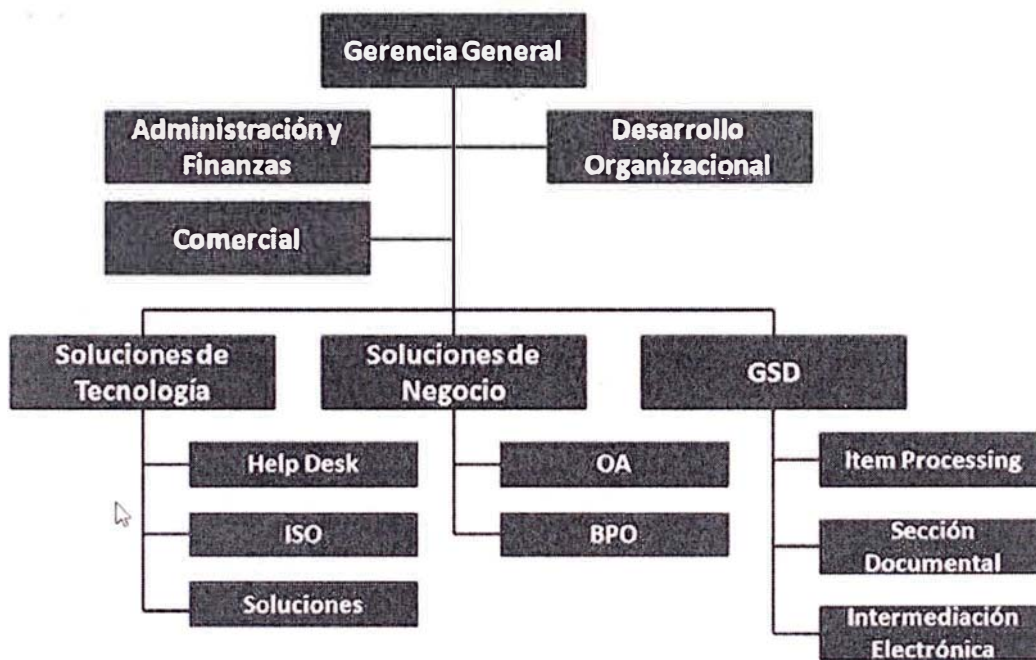 Gerencia General
Administración y
Finanzas
Desarrollo
Organizacional
Comercial
Soluciones de
Tecnología
Soluciones de
Negocio
GSD
Help Desk
ISO
Soluciones
OA
BPO
Item Processing
Sección
Documental
Intermediación
Electrónica